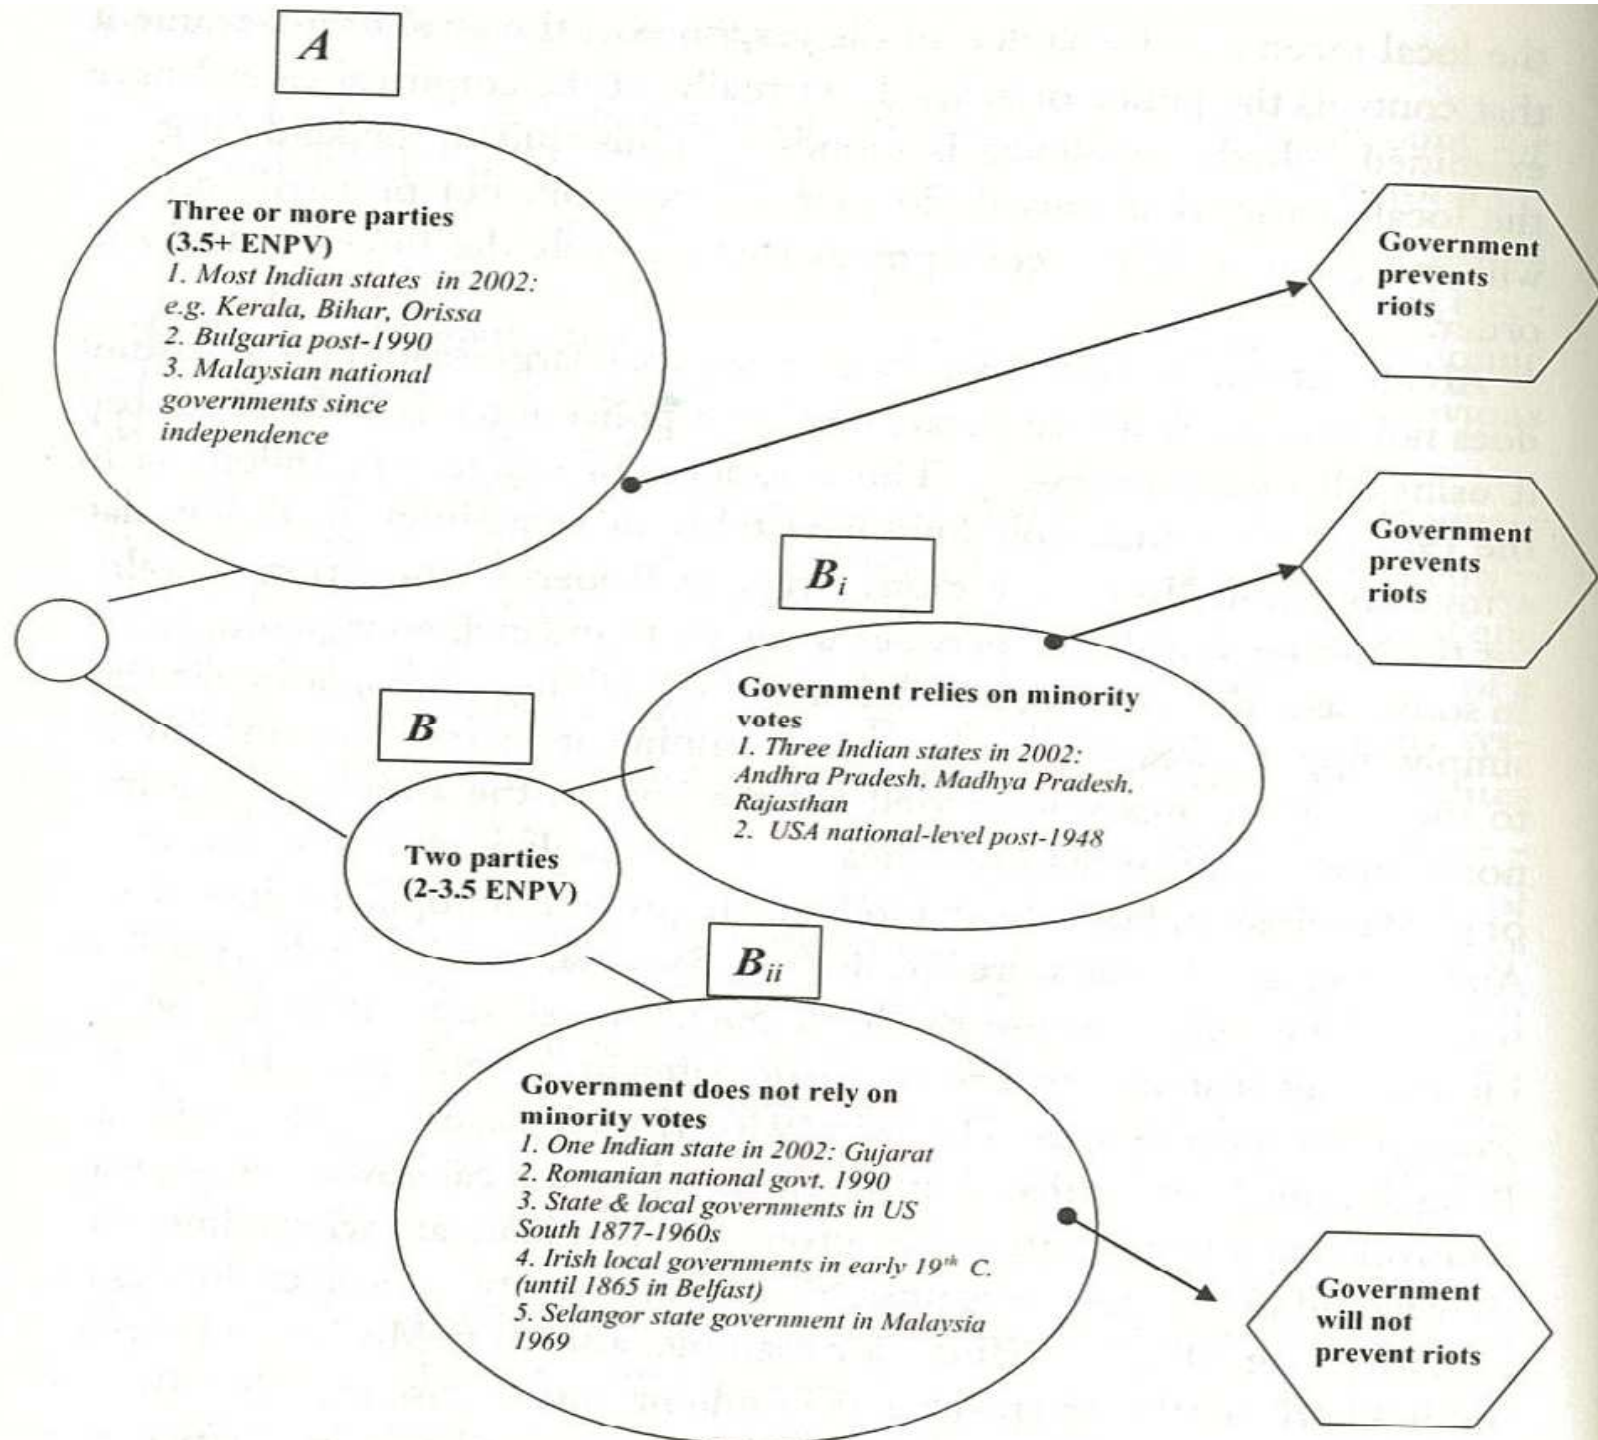 A
Three or more parties
(3.5+ ENPV)
1. Most Indian states in 2002:
e.g. Kerala, Bihar, Orissa
2. Bulgaria post-1990
3. Malaysian national
governments since
independence
Government
prevents
riots
B
Two parties
(2-3.5 ENPV)
Bi
Government relies on minority
votes
1. Three Indian states in 2002:
Andhra Pradesh, Madhya Pradesh,
Rajasthan
2. USA national-level post-1948
Government
prevents
riots
Bii
Government does not rely on
minority votes
1. One Indian state in 2002: Gujarat
2. Romanian national govt. 1990
3. State & local governments in US
South 1877-1960s
4. Irish local governments in early 19th C.
(until 1865 in Belfast)
5. Selangor state government in Malaysia
1969
Government
will not
prevent riots